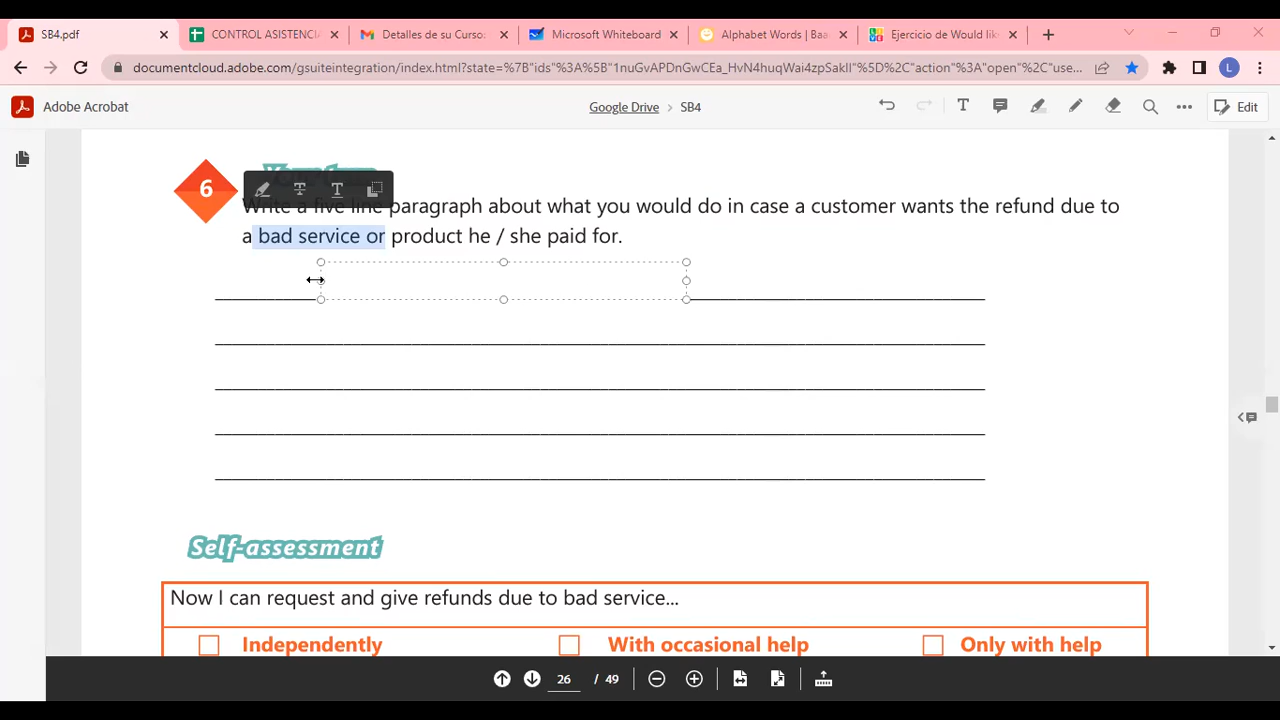 SB4.pdf
CONTROL ASISTENCI
Detalles de su Curso:
Microsoft Whiteboard
Alphabet Words | Baa
Ejercicio de Would lik
documentcloud.adobe.com/gsuiteintegration/index.html?state=%7B"ids"%3A%5B"1nuGvAPDnGwCEa_HvN4huqWai4zpSakII"%5D%2C"action"%3A"open"%2C"use...
L
Adobe Acrobat
Google Drive > SB4
Edit
6
Write a five line paragraph about what you would do in case a customer wants the refund due to
a bad service or product he / she paid for.
Self-assessment
Now I can request and give refunds due to bad service...
Independently
With occasional help
Only with help
26 / 49